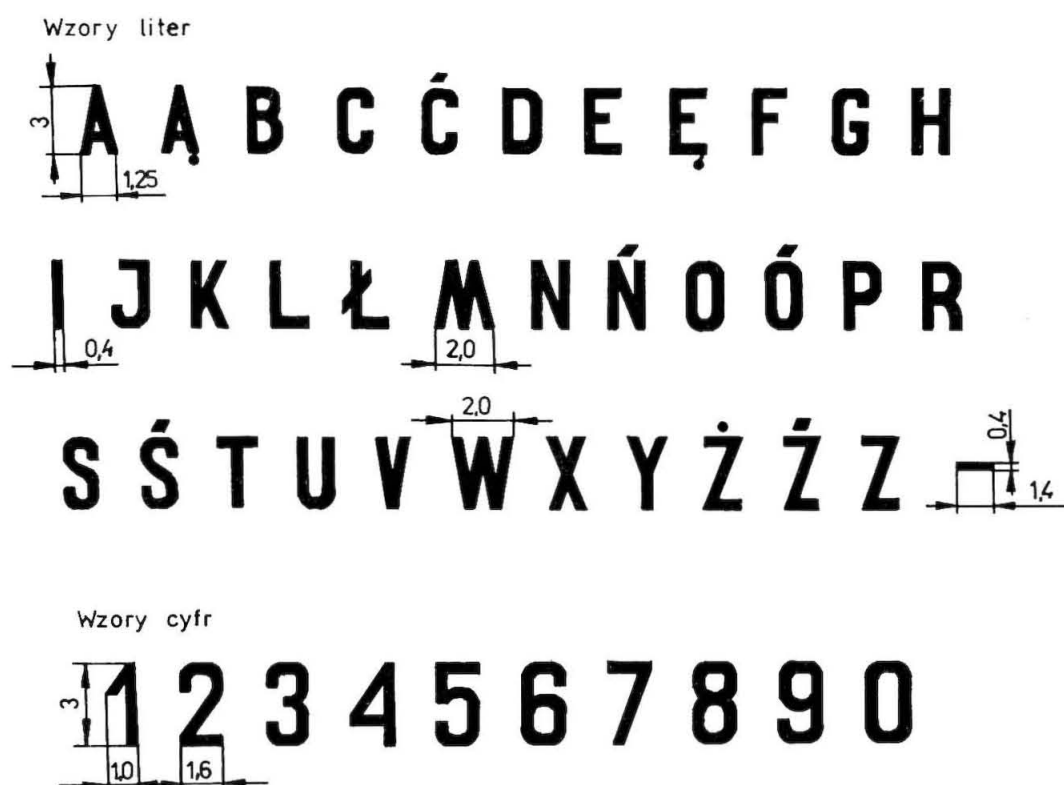 Wzory liter
3
A Ą B C Ć D E Ę F G H
1,25
I J K L Ł M N Ń O Ó P R
0,4 2,0
2,0
S Ś T U V W X Y Ż Ź Z -
0,4
1,4
Wzory cyfr
3
1 2 3 4 5 6 7 8 9 0
1,0 1,6